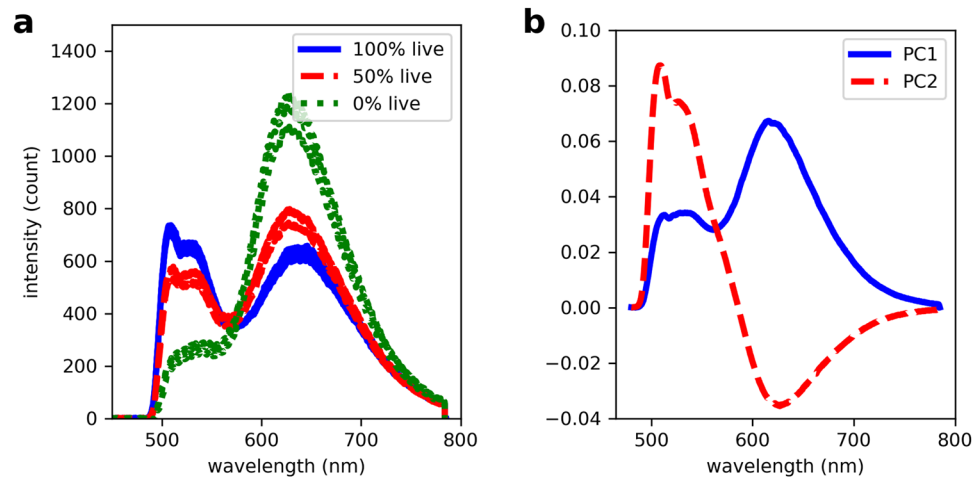 a
1400
1200
1000
800
600
400
200
0
intensity (count)
500
600
700
800
wavelength (nm)
100% live
50% live
0% live
b
0.10
0.08
0.06
0.04
0.02
0.00
−0.02
−0.04
500
600
700
800
wavelength (nm)
PC1
PC2